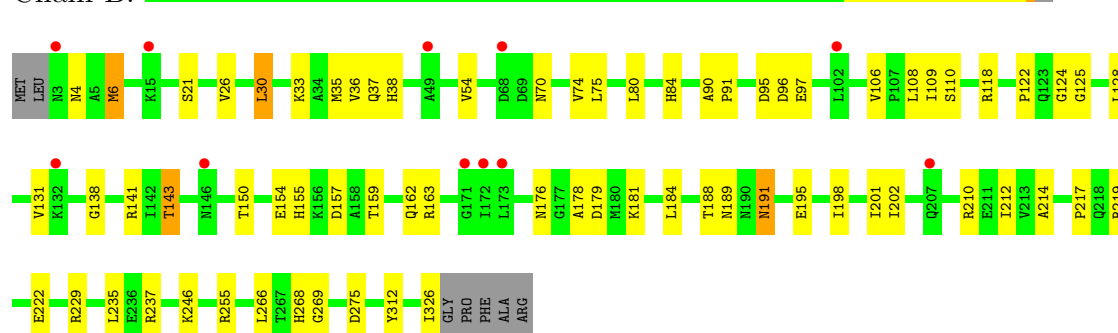 Chain B:
MET LEU N3 N4 A5 M6 K15 S21 V26 L30 K33 A34 M35 V36 Q37 H38 A49 V54 D68 D69 N70 V74 L75 L80 H84 A90 P91 D95 D96 E97 L102 V106 P107 L108 I109 S110 R118 P122 Q123 G124 G125 L128
V131 K132 G138 R141 I142 T143 N146 T150 E154 H155 K156 D157 A158 T159 Q162 R163 G171 I172 L173 N176 G177 A178 D179 M180 K181 L184 T188 N189 N190 N191 E195 I198 I201 I202 Q207 R210 E211 I212 V213 A214 P217 Q218
E222 R229 L235 E236 R237 K246 R255 L266 T267 H268 G269 D275 Y312 I326 GLY PRO PHE ALA ARG